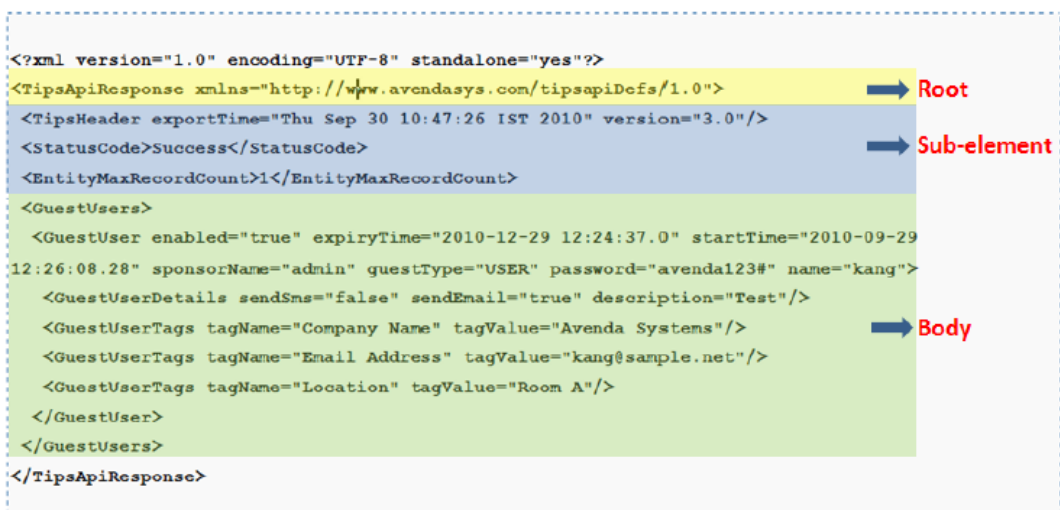 <?xml version="1.0" encoding="UTF-8" standalone="yes"?>
<TipsApiResponse xmlns="http://www.avendasys.com/tipsapiDefs/1.0">
Root
<TipsHeader exportTime="Thu Sep 30 10:47:26 IST 2010" version="3.0"/>
<StatusCode>Success</StatusCode>
Sub-element
<EntityMaxRecordCount>1</EntityMaxRecordCount>
<GuestUsers>
<GuestUser enabled="true" expiryTime="2010-12-29 12:24:37.0" startTime="2010-09-29
12:26:08.28" sponsorName="admin" guestType="USER" password="avenda123#" name="kang">
<GuestUserDetails sendSms="false" sendEmail="true" description="Test"/>
<GuestUserTags tagName="Company Name" tagValue="Avenda Systems"/>
Body
<GuestUserTags tagName="Email Address" tagValue="kang@sample.net"/>
<GuestUserTags tagName="Location" tagValue="Room A"/>
</GuestUser>
</GuestUsers>
</TipsApiResponse>